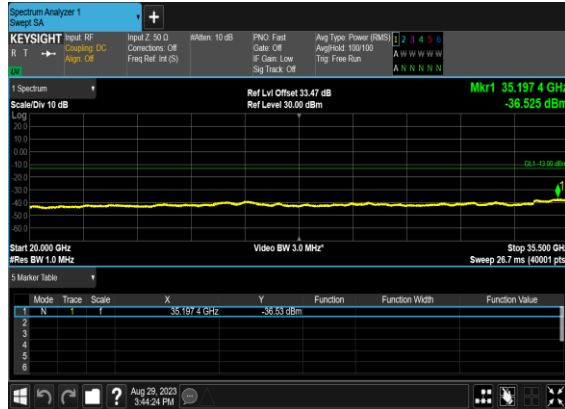 Spectrum Analyzer 1
Swept SA
+
KEYSIGHT
R T
LXI
Input: RF
Coupling: DC
Align: Off
Input Z: 50 Ω
Corrections: Off
Freq Ref: Int (S)
#Atten: 10 dB
PNO: Fast
Gate: Off
IF Gain: Low
Sig Track: Off
Avg Type: Power (RMS)
Avg|Hold: 100/100
Trig: Free Run
1 2 3 4 5 6
A W W W W W
A N N N N N
1 Spectrum
Scale/Div 10 dB
Ref Lvl Offset 33.47 dB
Ref Level 30.00 dBm
Mkr1 35.197 4 GHz
-36.525 dBm
Log
20.0
10.0
0.00
-10.0
-20.0
-30.0
-40.0
-50.0
-60.0
DL1 -13.00 dBm
1
Start 20.000 GHz
#Res BW 1.0 MHz
Video BW 3.0 MHz*
Stop 35.500 GHz
Sweep 26.7 ms (40001 pts)
5 Marker Table
Mode Trace Scale X Y Function Function Width Function Value
1 N 1 f 35.197 4 GHz -36.53 dBm
2
3
4
5
6
?
Aug 29, 2023
3:44:24 PM